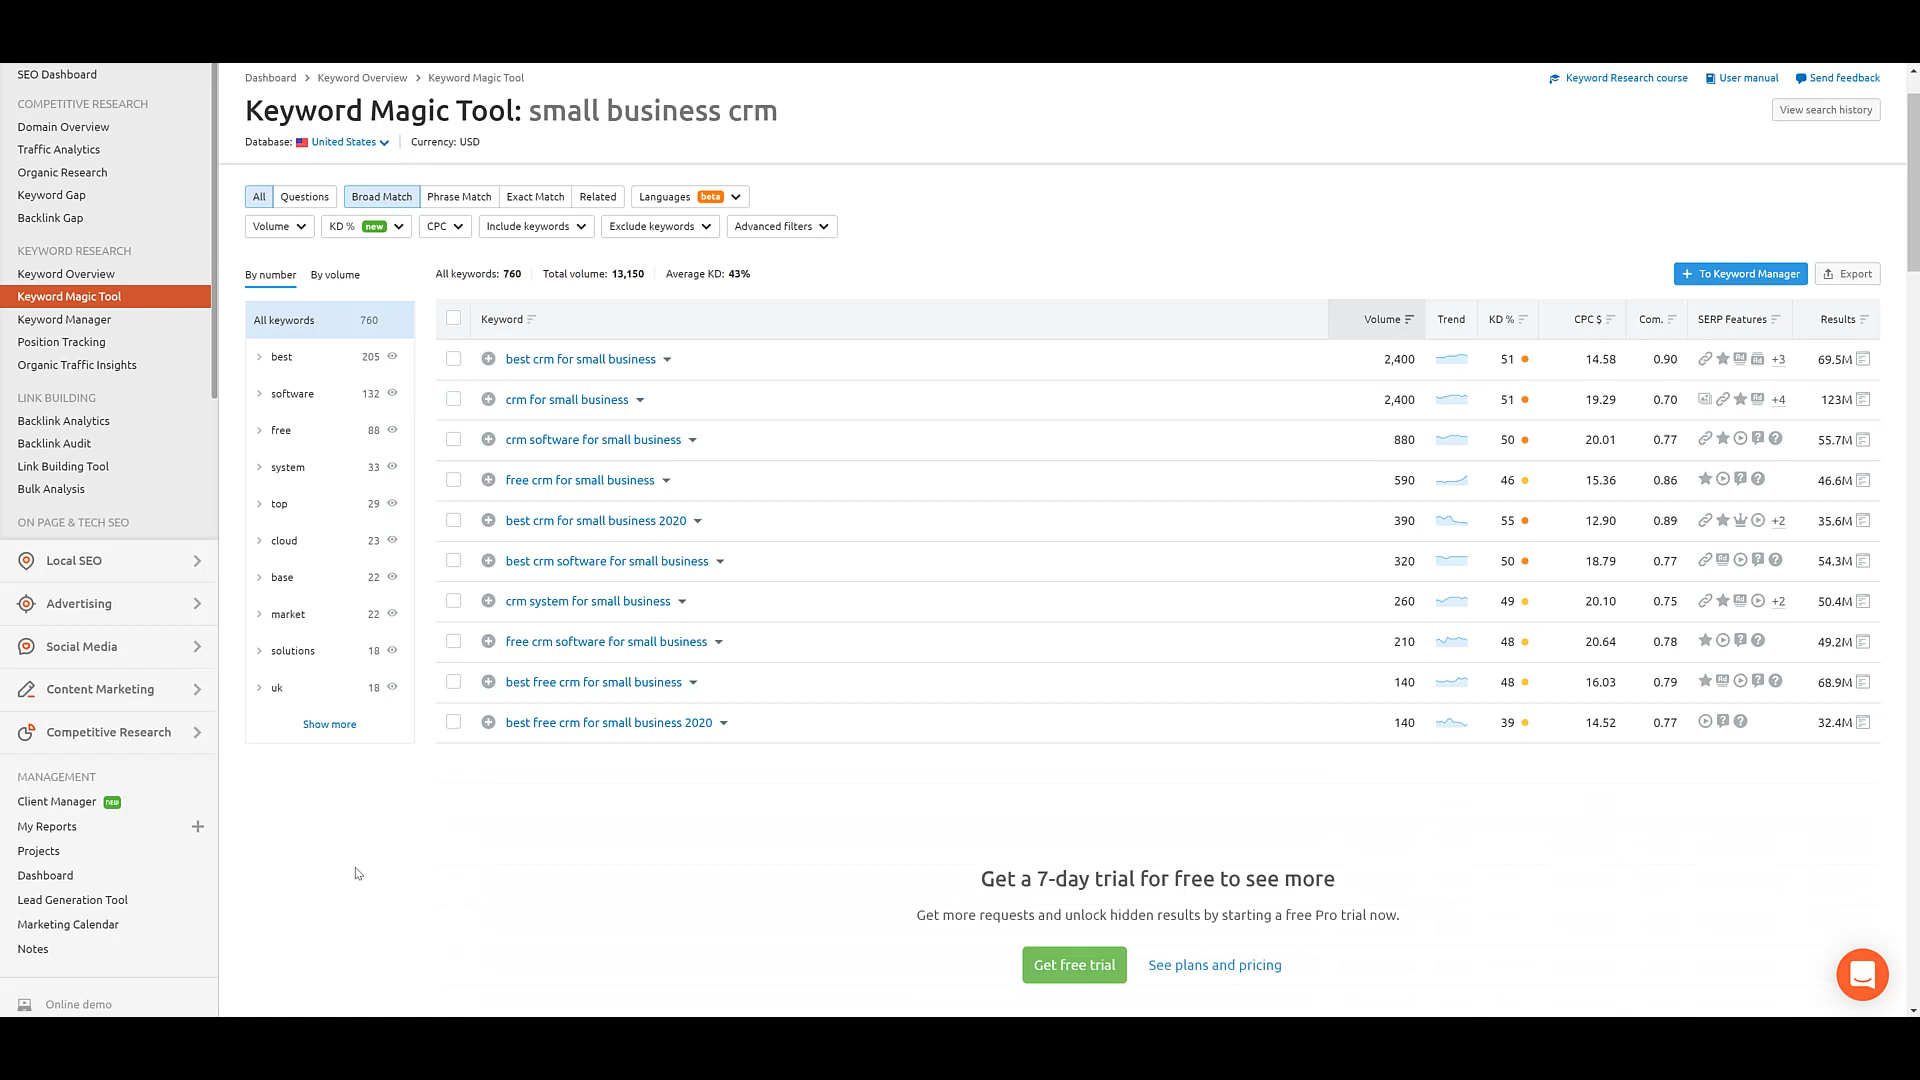 SEO Dashboard
COMPETITIVE RESEARCH
Domain Overview
Traffic Analytics
Organic Research
Keyword Gap
Backlink Gap
KEYWORD RESEARCH
Keyword Overview
Keyword Magic Tool
Keyword Manager
Position Tracking
Organic Traffic Insights
LINK BUILDING
Backlink Analytics
Backlink Audit
Link Building Tool
Bulk Analysis
ON PAGE & TECH SEO
Local SEO
Advertising
Social Media
Content Marketing
Competitive Research
MANAGEMENT
Client Manager new
My Reports
Projects
Dashboard
Lead Generation Tool
Marketing Calendar
Notes
Online demo
Dashboard > Keyword Overview > Keyword Magic Tool
Keyword Research course User manual Send feedback
Keyword Magic Tool: small business crm
View search history
Database: United States Currency: USD
All Questions Broad Match Phrase Match Exact Match Related Languages beta
Volume KD % new CPC Include keywords Exclude keywords Advanced filters
By number By volume
All keywords: 760 Total volume: 13,150 Average KD: 43%
+ To Keyword Manager Export
All keywords 760
best 205
software 132
free 88
system 33
top 29
cloud 23
base 22
market 22
solutions 18
uk 18
Show more
Keyword Volume Trend KD % CPC $ Com. SERP Features Results
best crm for small business 2,400 51 14.58 0.90 Ad Ad +3 69.5M
crm for small business 2,400 51 19.29 0.70 Ad +4 123M
crm software for small business 880 50 20.01 0.77 55.7M
free crm for small business 590 46 15.36 0.86 46.6M
best crm for small business 2020 390 55 12.90 0.89 +2 35.6M
best crm software for small business 320 50 18.79 0.77 Ad 54.3M
crm system for small business 260 49 20.10 0.75 Ad +2 50.4M
free crm software for small business 210 48 20.64 0.78 49.2M
best free crm for small business 140 48 16.03 0.79 Ad 68.9M
best free crm for small business 2020 140 39 14.52 0.77 32.4M
Get a 7-day trial for free to see more
Get more requests and unlock hidden results by starting a free Pro trial now.
Get free trial See plans and pricing